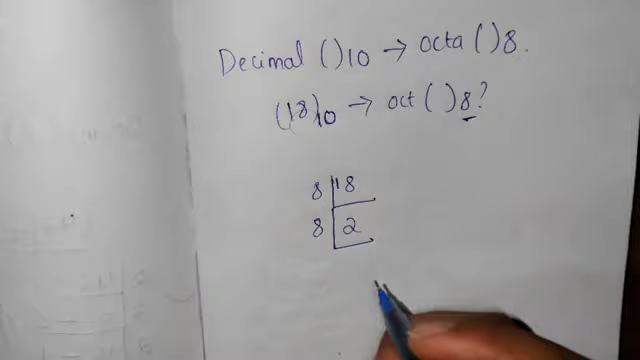 Decimal ( )10 → octa ( )8.
(18)10 → oct ( )8?
8 | 18
8 | 2